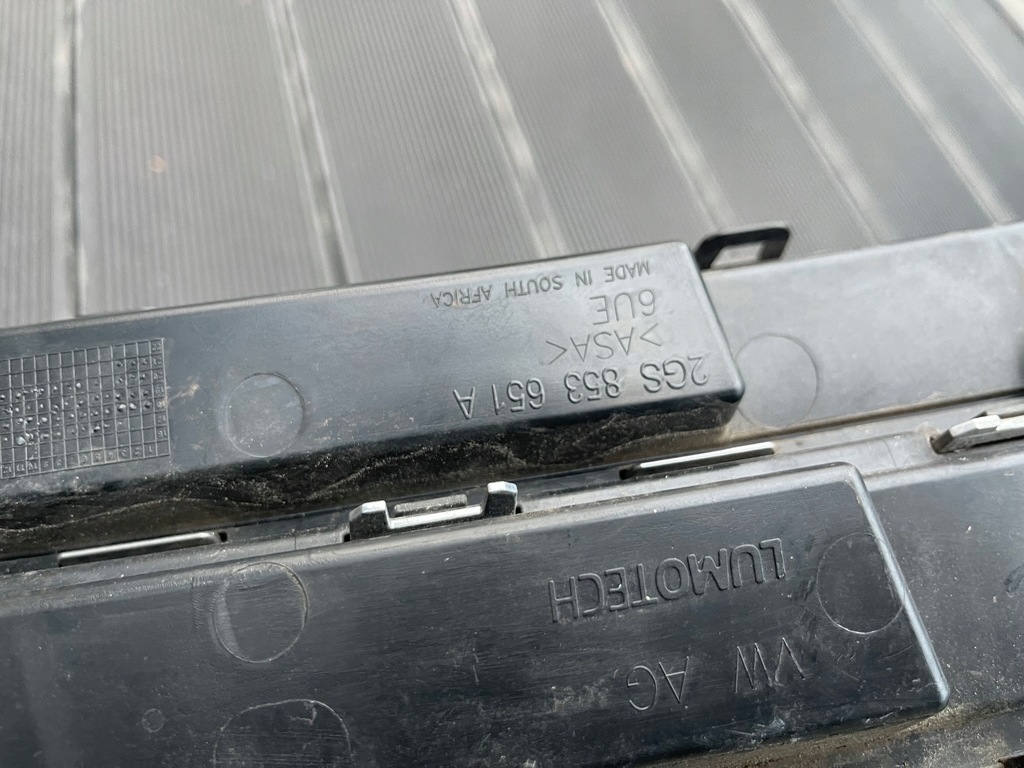 VW AG
LUMOTECH
2GS 853 651 A
>ASA<
6UE
MADE IN SOUTH AFRICA